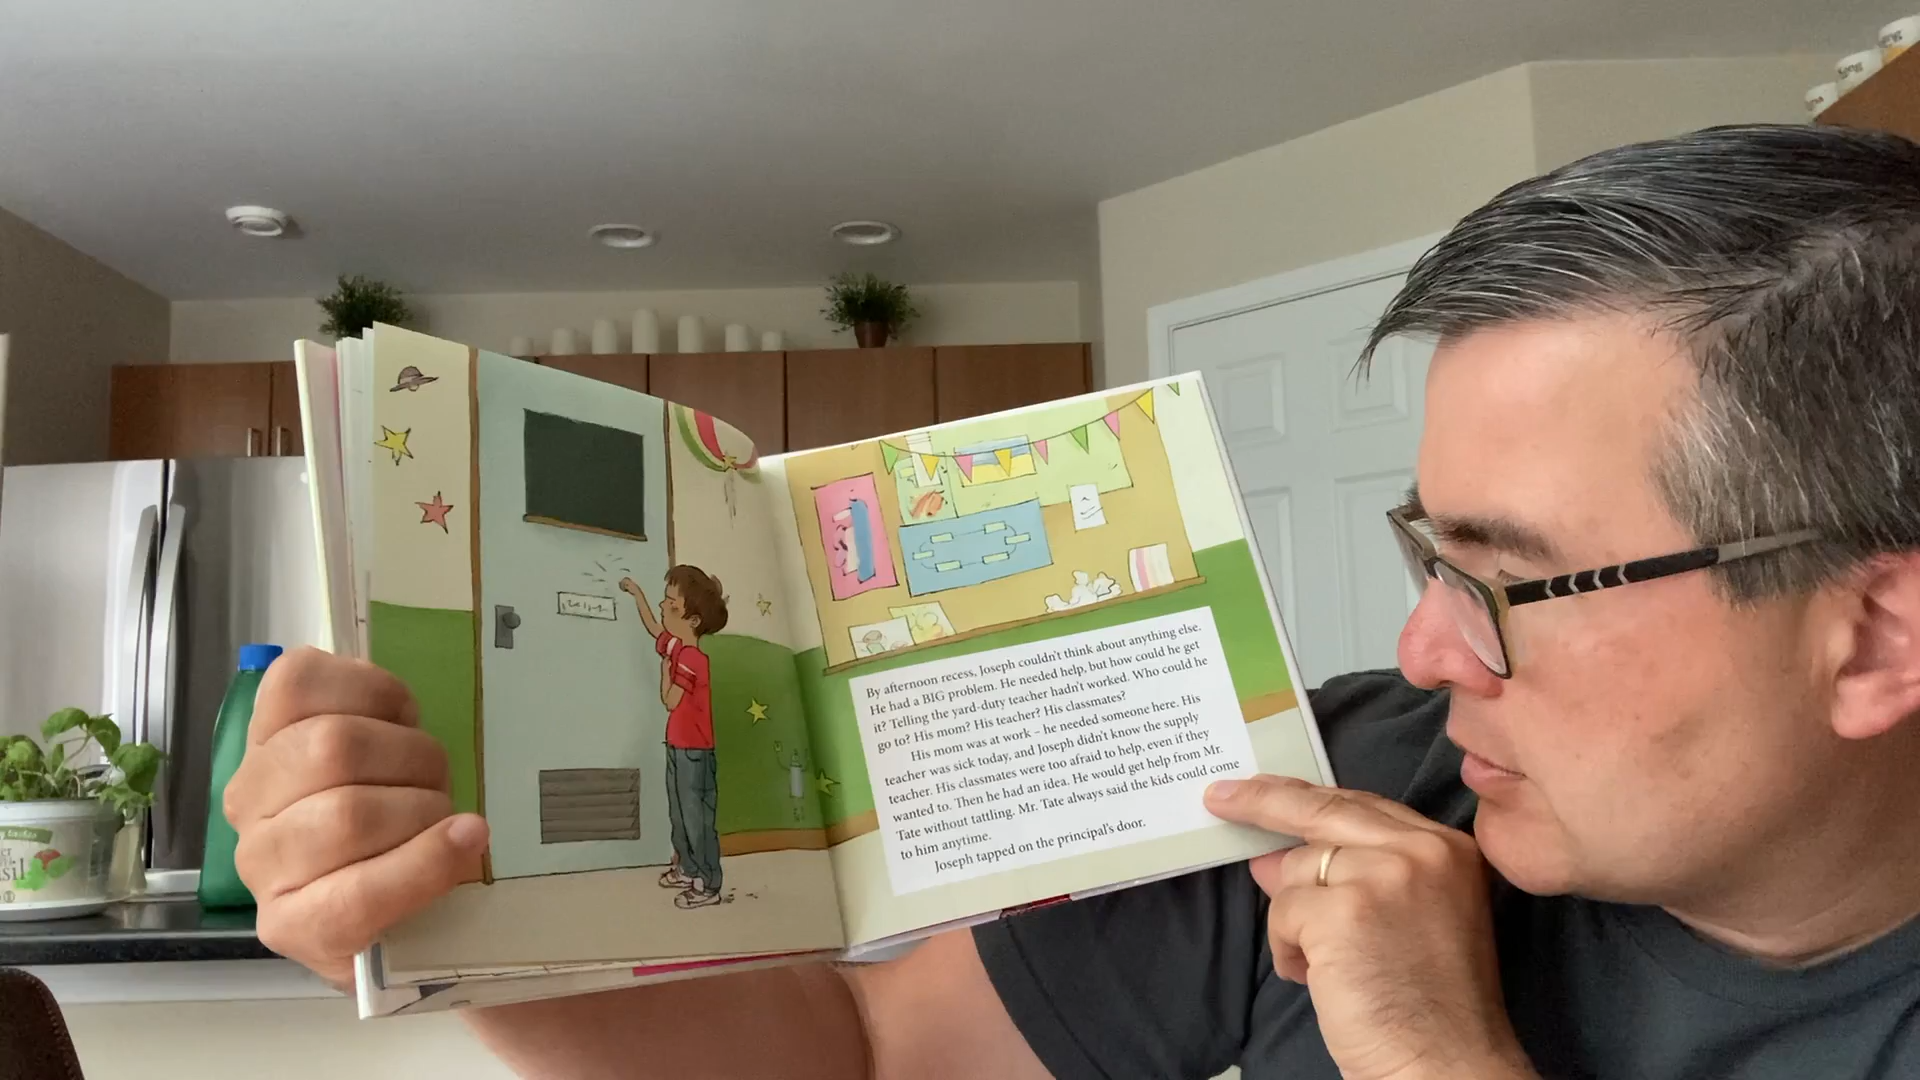 By afternoon recess, Joseph couldn't think about anything else.
He had a BIG problem. He needed help, but how could he get
it? Telling the yard-duty teacher hadn't worked. Who could he
go to? His mom? His teacher? His classmates?
His mom was at work – he needed someone here. His
teacher was sick today, and Joseph didn't know the supply
teacher. His classmates were too afraid to help, even if they
wanted to. Then he had an idea. He would get help from Mr.
Tate without tattling. Mr. Tate always said the kids could come
to him anytime.
Joseph tapped on the principal's door.